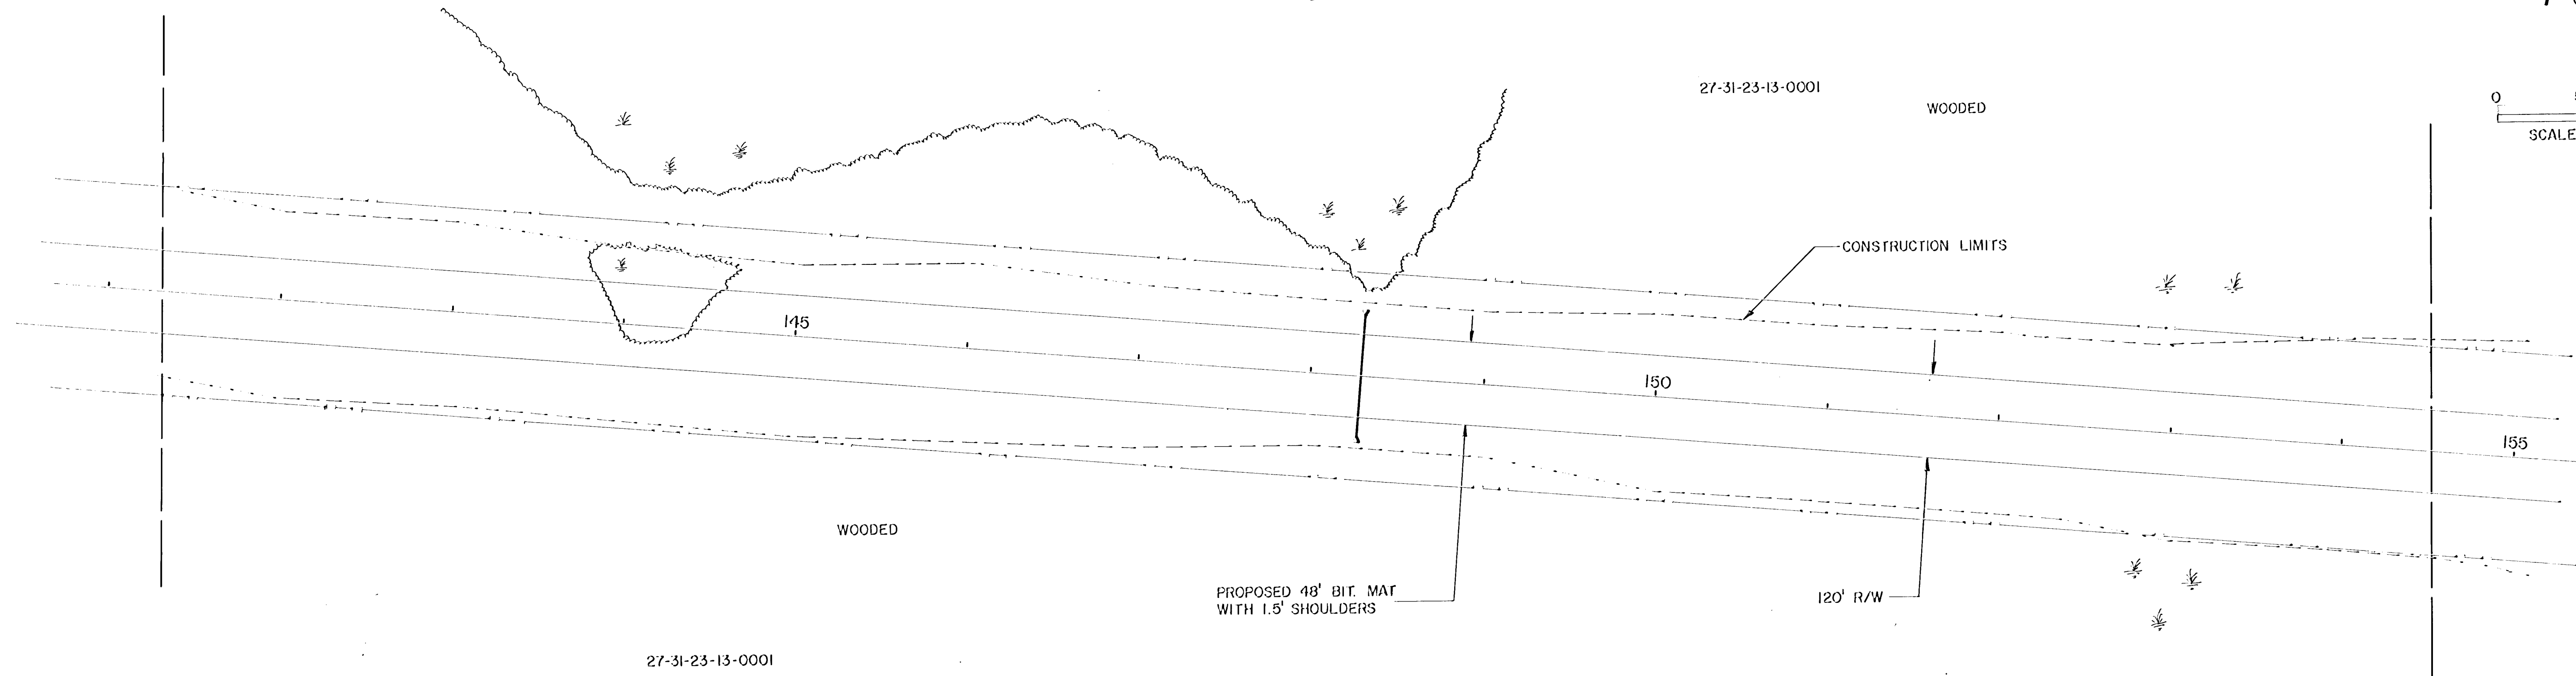 27-31-23-13-0001
WOODED
0
SCALE
CONSTRUCTION LIMITS
145
150
155
WOODED
PROPOSED 48' BIT. MAT
WITH 1.5' SHOULDERS
120' R/W
27-31-23-13-0001